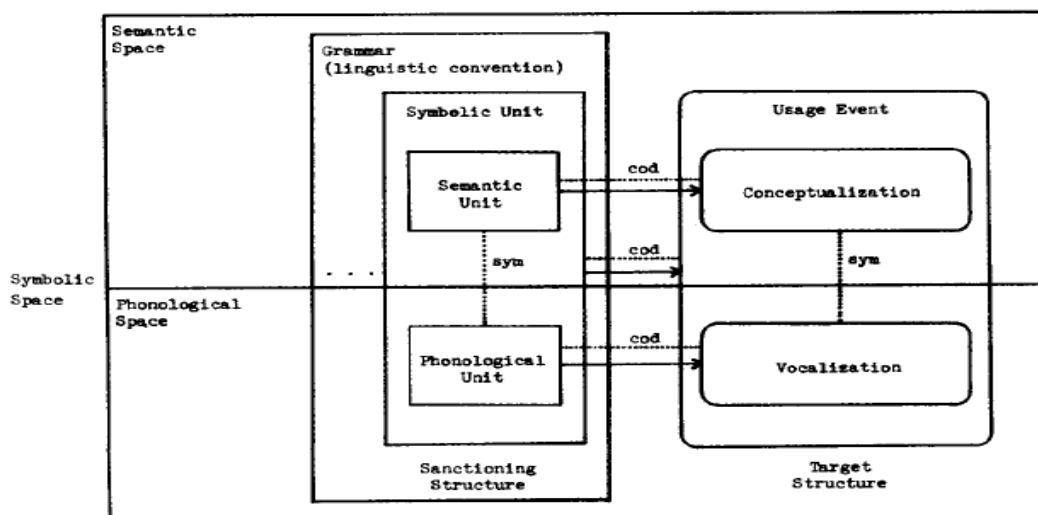 Semantic
Space
Grammar
(linguistic convention)
Symbolic Unit
Usage Event
cod
Semantic
Unit
Conceptualization
cod
sym
sym
. . . .
Symbolic
Space
Phonological
Space
cod
Phonological
Unit
Vocalization
Sanctioning
Structure
Target
Structure